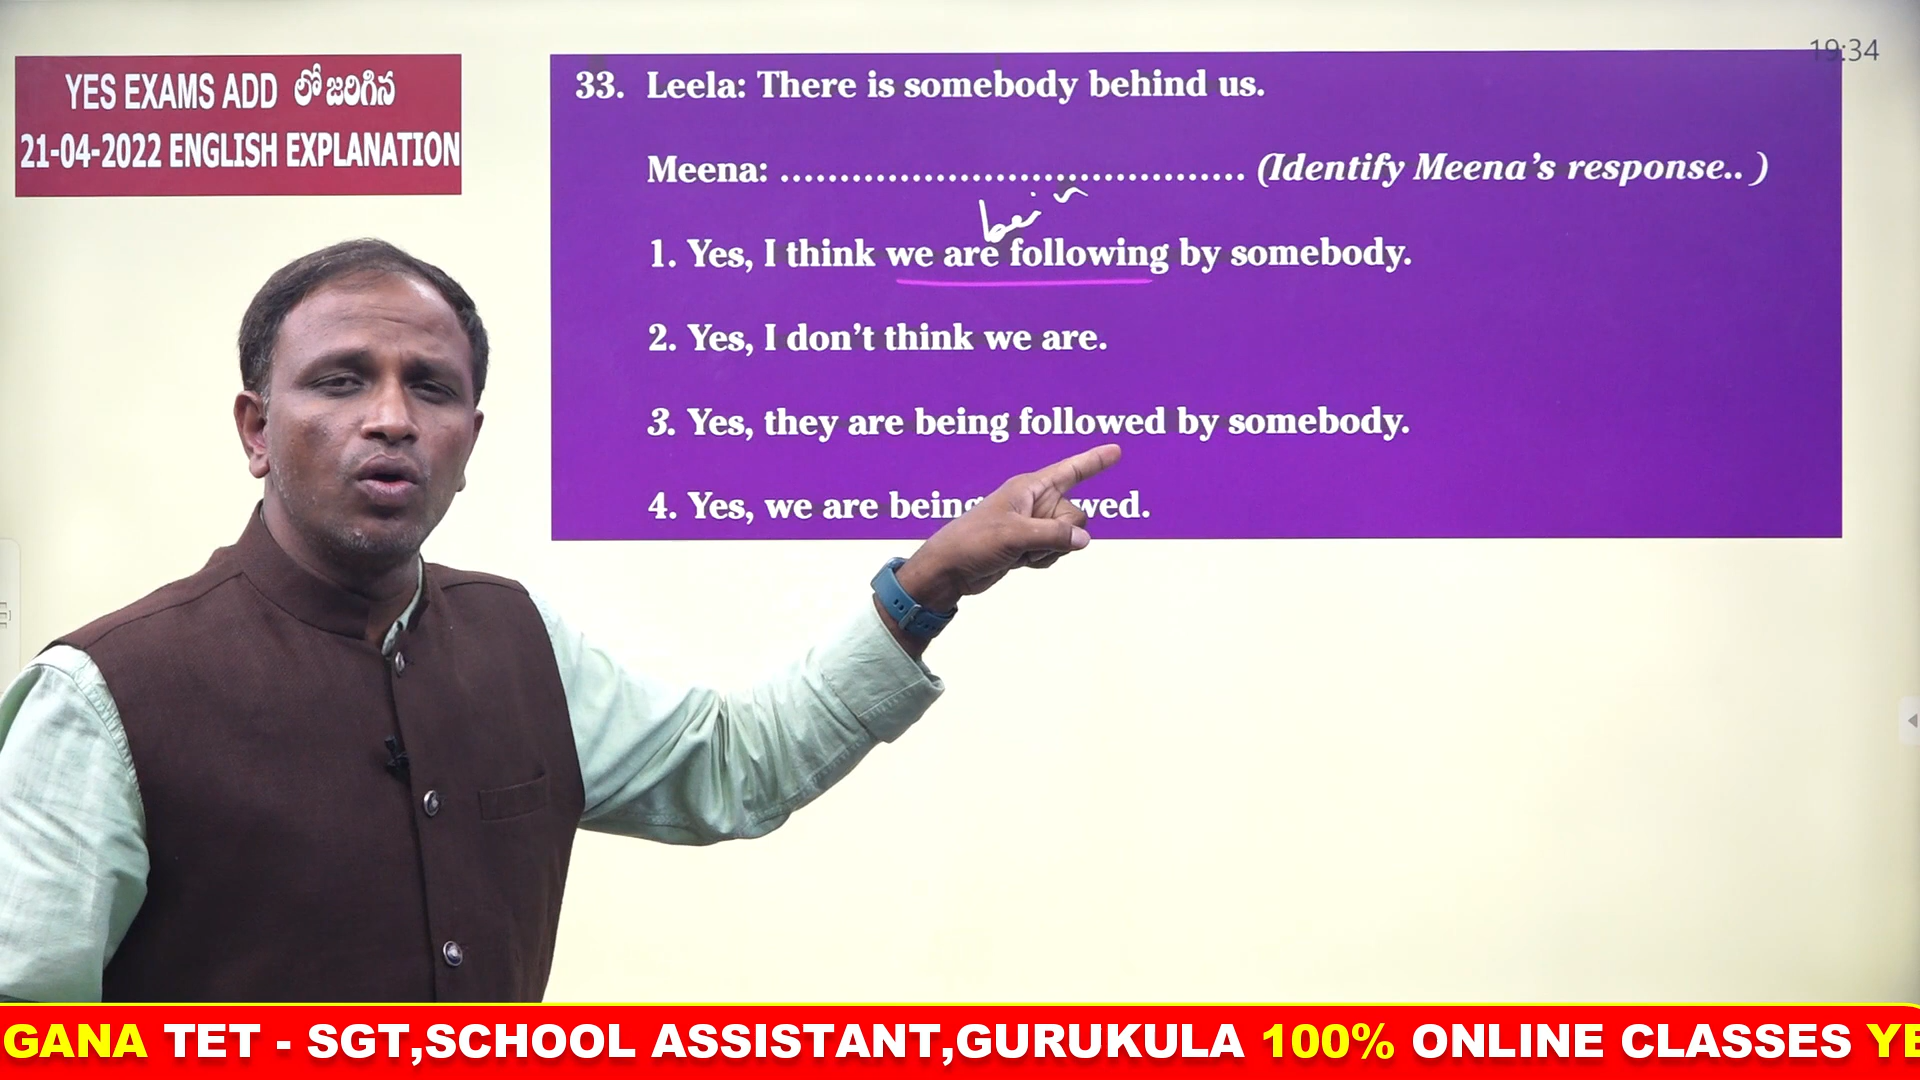 YES EXAMS ADD లో జరిగిన
21-04-2022 ENGLISH EXPLANATION
19:34
33. Leela: There is somebody behind us.
Meena: ........................................ (Identify Meena’s response.. )
1. Yes, I think we are following by somebody.
2. Yes, I don’t think we are.
3. Yes, they are being followed by somebody.
4. Yes, we are being wed.
GANA TET - SGT,SCHOOL ASSISTANT,GURUKULA 100% ONLINE CLASSES YE